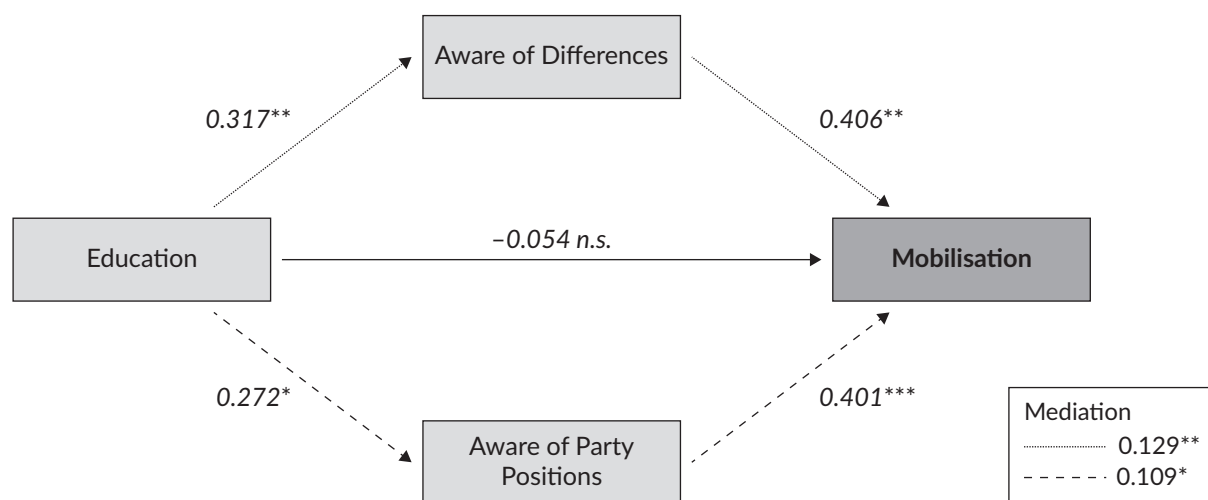 Aware of Differences
0.317**
0.406**
Education
–0.054 n.s.
Mobilisation
0.272*
0.401***
Aware of Party
Positions
Mediation
0.129**
0.109*